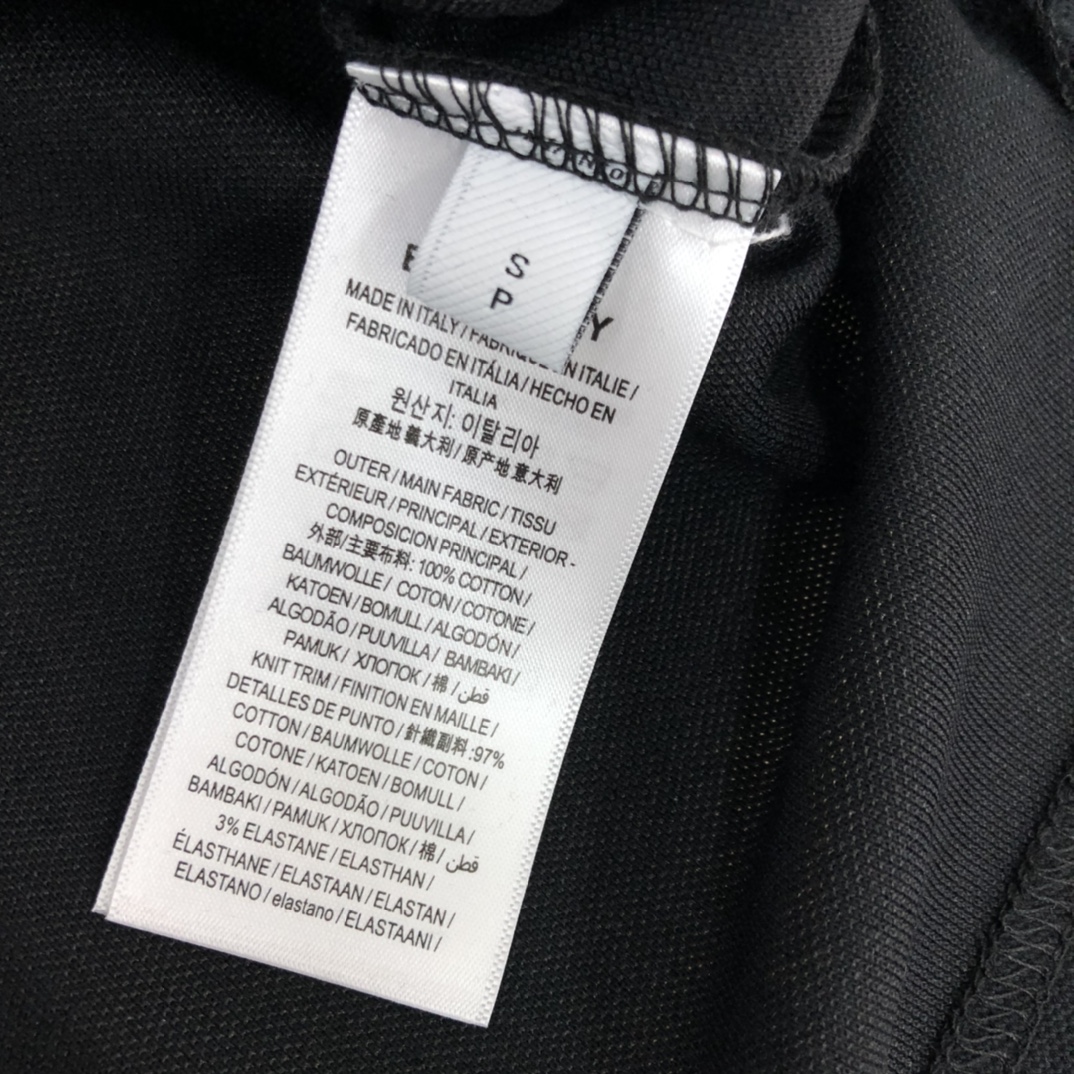 S
P
MADE IN ITALY / FABRIQUE EN ITALIE /
FABRICADO EN ITÁLIA / HECHO EN
ITALIA
원산지: 이탈리아
原產地 義大利 / 原产地 意大利
OUTER / MAIN FABRIC / TISSU
EXTÉRIEUR / PRINCIPAL / EXTERIOR -
COMPOSICION PRINCIPAL /
外部/主要布料: 100% COTTON /
BAUMWOLLE / COTON / COTONE /
KATOEN / BOMULL / ALGODÓN /
ALGODÃO / PUUVILLA / BAMBAKI /
PAMUK / ХЛОПОК / 棉 / قطن
KNIT TRIM / FINITION EN MAILLE /
DETALLES DE PUNTO / 針織副料 :97%
COTTON / BAUMWOLLE / COTON /
COTONE / KATOEN / BOMULL /
ALGODÓN / ALGODÃO / PUUVILLA /
BAMBAKI / PAMUK / ХЛОПОК / 棉 / قطن
3% ELASTANE / ELASTHAN /
ÉLASTHANE / ELASTAAN / ELASTAN /
ELASTANO / elastano / ELASTAANI /